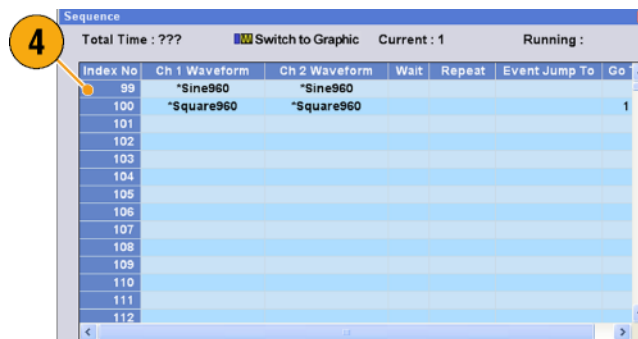 Sequence
4
Total Time : ??? Switch to Graphic Current : 1 Running :
Index No Ch 1 Waveform Ch 2 Waveform Wait Repeat Event Jump To Go T
99 *Sine960 *Sine960
100 *Square960 *Square960 1
101
102
103
104
105
106
107
108
109
110
111
112